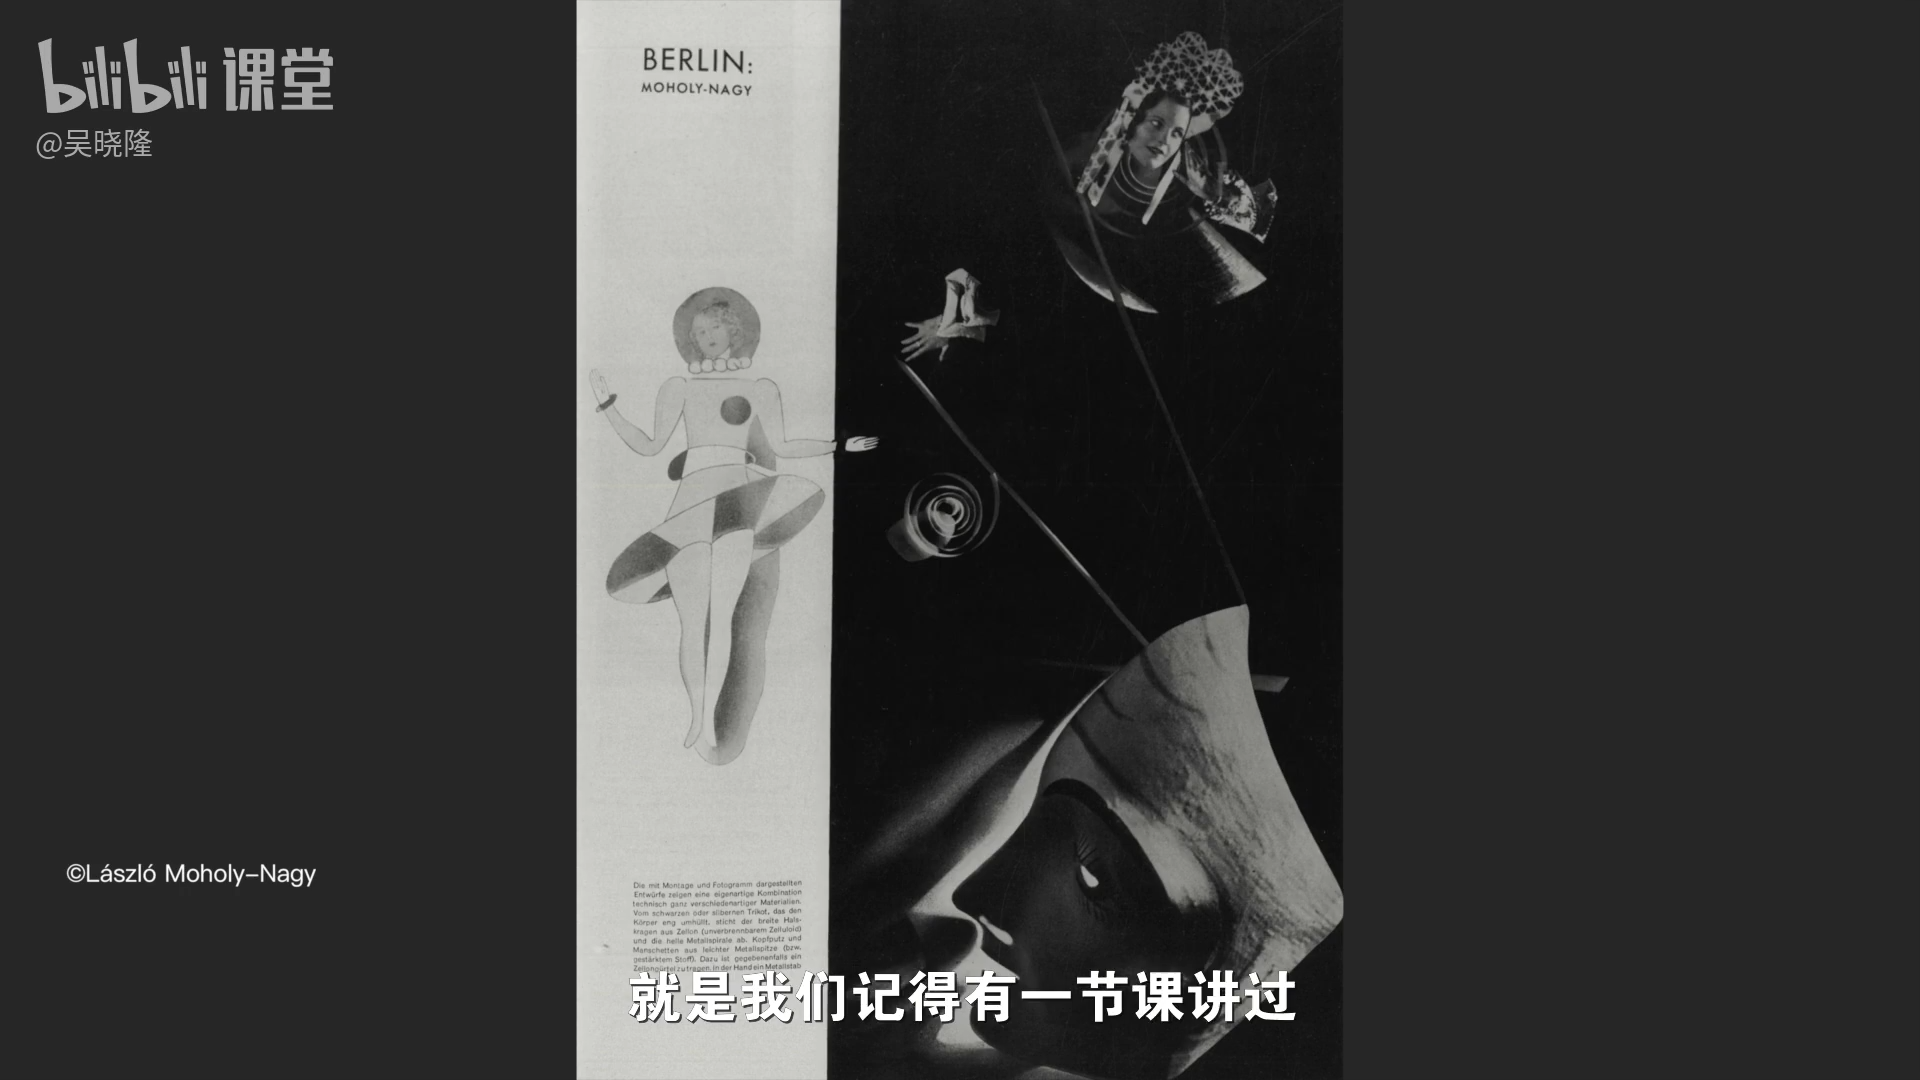 bilibili 课堂
@吴晓隆
BERLIN:
MOHOLY-NAGY
©László Moholy-Nagy
Die mit Montage und Fotogramm dargestellten
Entwürfe zeigen eine eigenartige Kombination
technisch ganz verschiedenartiger Materialien.
Vom schwarzen oder silbernen Trikot, das den
Körper eng umhüllt, sticht der breite Hals-
kragen aus Zellon (unverbrennbarem Zelluloid)
und die helle Metallspirale ab. Kopfputz und
Manschetten aus leichter Metallspitze (bzw.
gestärktem Stoff). Dazu ist gegebenenfalls ein
Zellongürtel zu tragen, in der Hand ein Metallstab
就是我们记得有一节课讲过